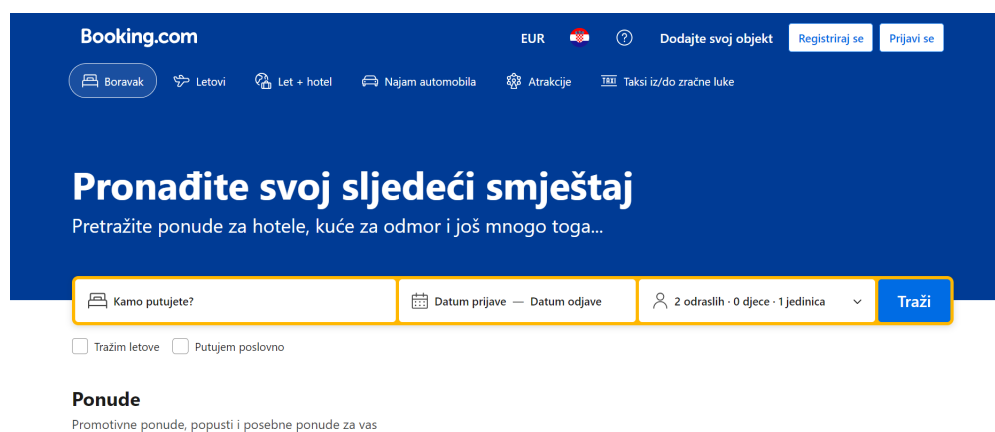 Booking.com EUR Dodajte svoj objekt Registriraj se Prijavi se
Boravak Letovi Let + hotel Najam automobila Atrakcije TAXI Taksi iz/do zračne luke
Pronađite svoj sljedeći smještaj
Pretražite ponude za hotele, kuće za odmor i još mnogo toga...
Kamo putujete? Datum prijave — Datum odjave 2 odraslih · 0 djece · 1 jedinica Traži
Tražim letove Putujem poslovno
Ponude
Promotivne ponude, popusti i posebne ponude za vas